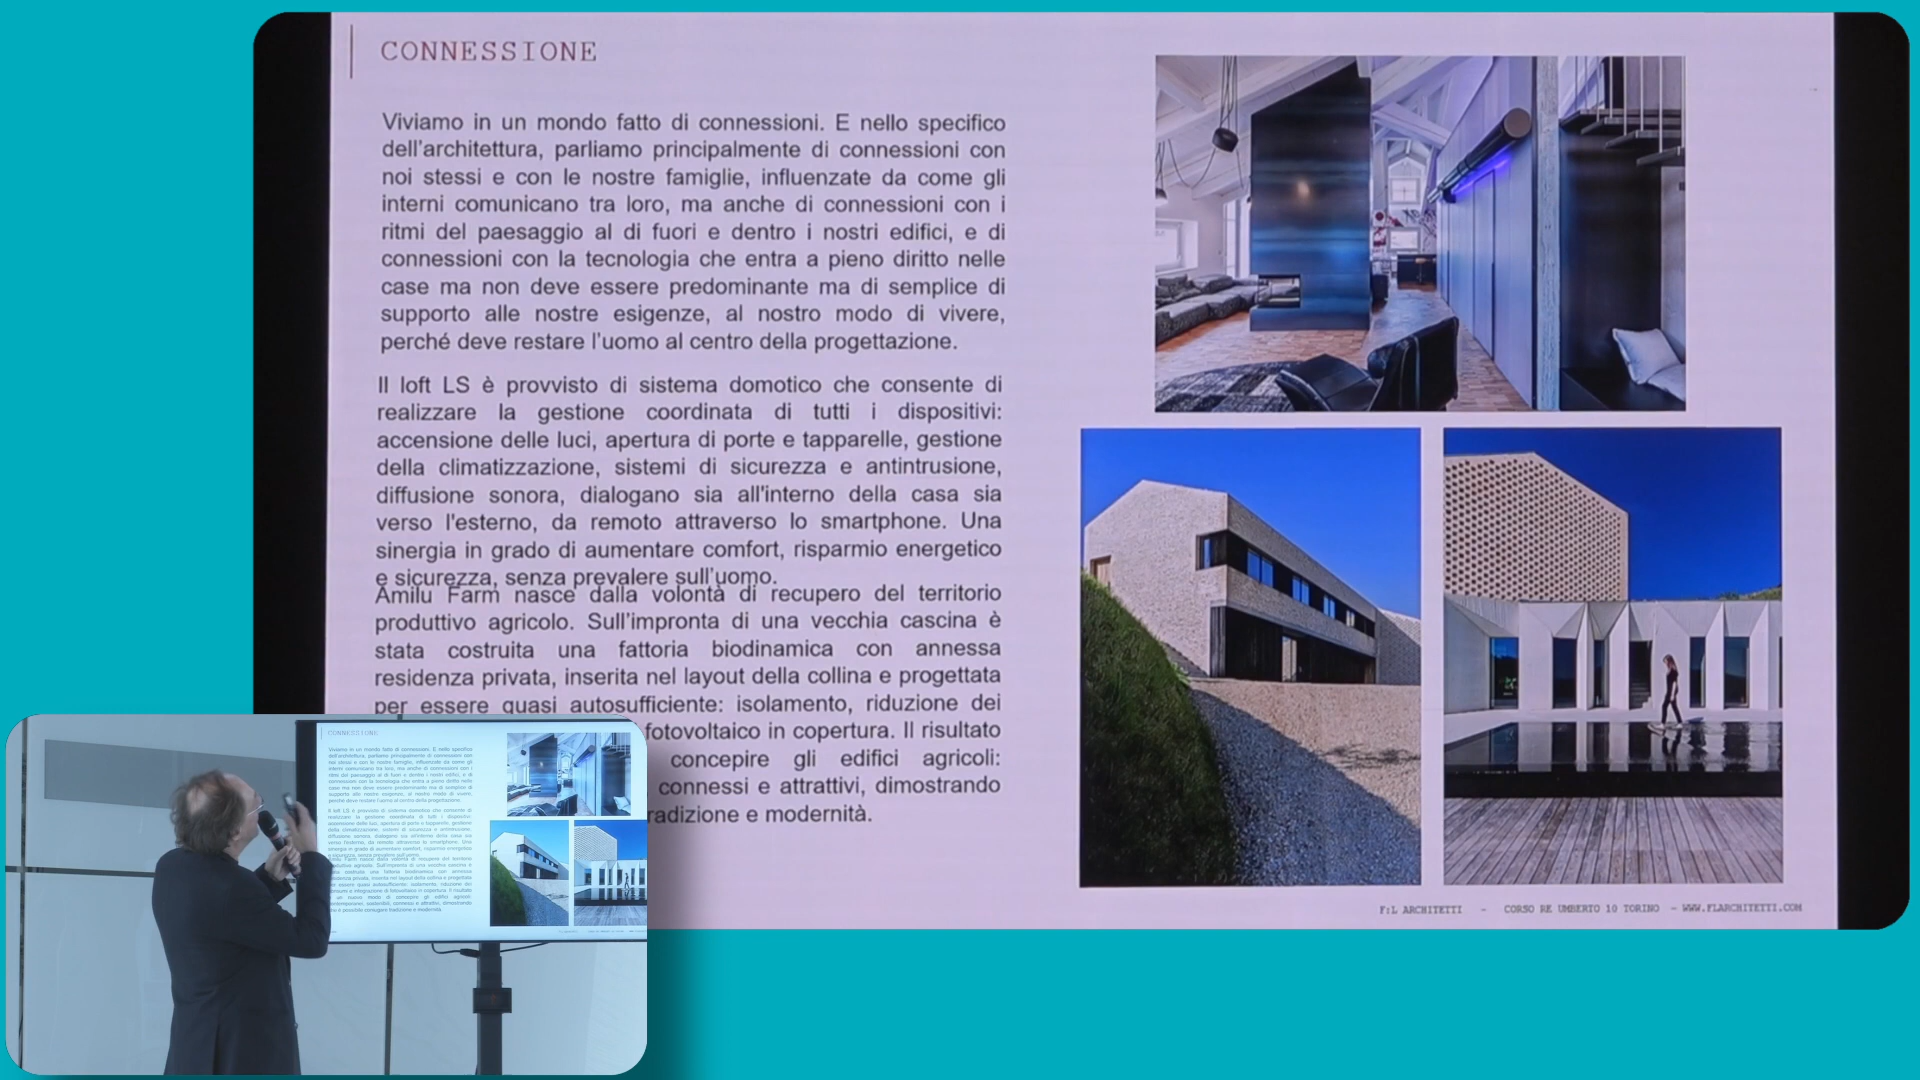 CONNESSIONE
Viviamo in un mondo fatto di connessioni. E nello specifico
dell'architettura, parliamo principalmente di connessioni con
noi stessi e con le nostre famiglie, influenzate da come gli
interni comunicano tra loro, ma anche di connessioni con i
ritmi del paesaggio al di fuori e dentro i nostri edifici, e di
connessioni con la tecnologia che entra a pieno diritto nelle
case ma non deve essere predominante ma di semplice di
supporto alle nostre esigenze, al nostro modo di vivere,
perché deve restare l'uomo al centro della progettazione.
Il loft LS è provvisto di sistema domotico che consente di
realizzare la gestione coordinata di tutti i dispositivi:
accensione delle luci, apertura di porte e tapparelle, gestione
della climatizzazione, sistemi di sicurezza e antintrusione,
diffusione sonora, dialogano sia all'interno della casa sia
verso l'esterno, da remoto attraverso lo smartphone. Una
sinergia in grado di aumentare comfort, risparmio energetico
e sicurezza, senza prevalere sull'uomo.
Amilu Farm nasce dalla volontà di recupero del territorio
produttivo agricolo. Sull'impronta di una vecchia cascina è
stata costruita una fattoria biodinamica con annessa
residenza privata, inserita nel layout della collina e progettata
per essere quasi autosufficiente: isolamento, riduzione dei
fotovoltaico in copertura. Il risultato
concepire gli edifici agricoli:
connessi e attrattivi, dimostrando
radizione e modernità.
F:L ARCHITETTI - CORSO RE UMBERTO 10 TORINO - WWW.FLARCHITETTI.COM
CONNESSIONE